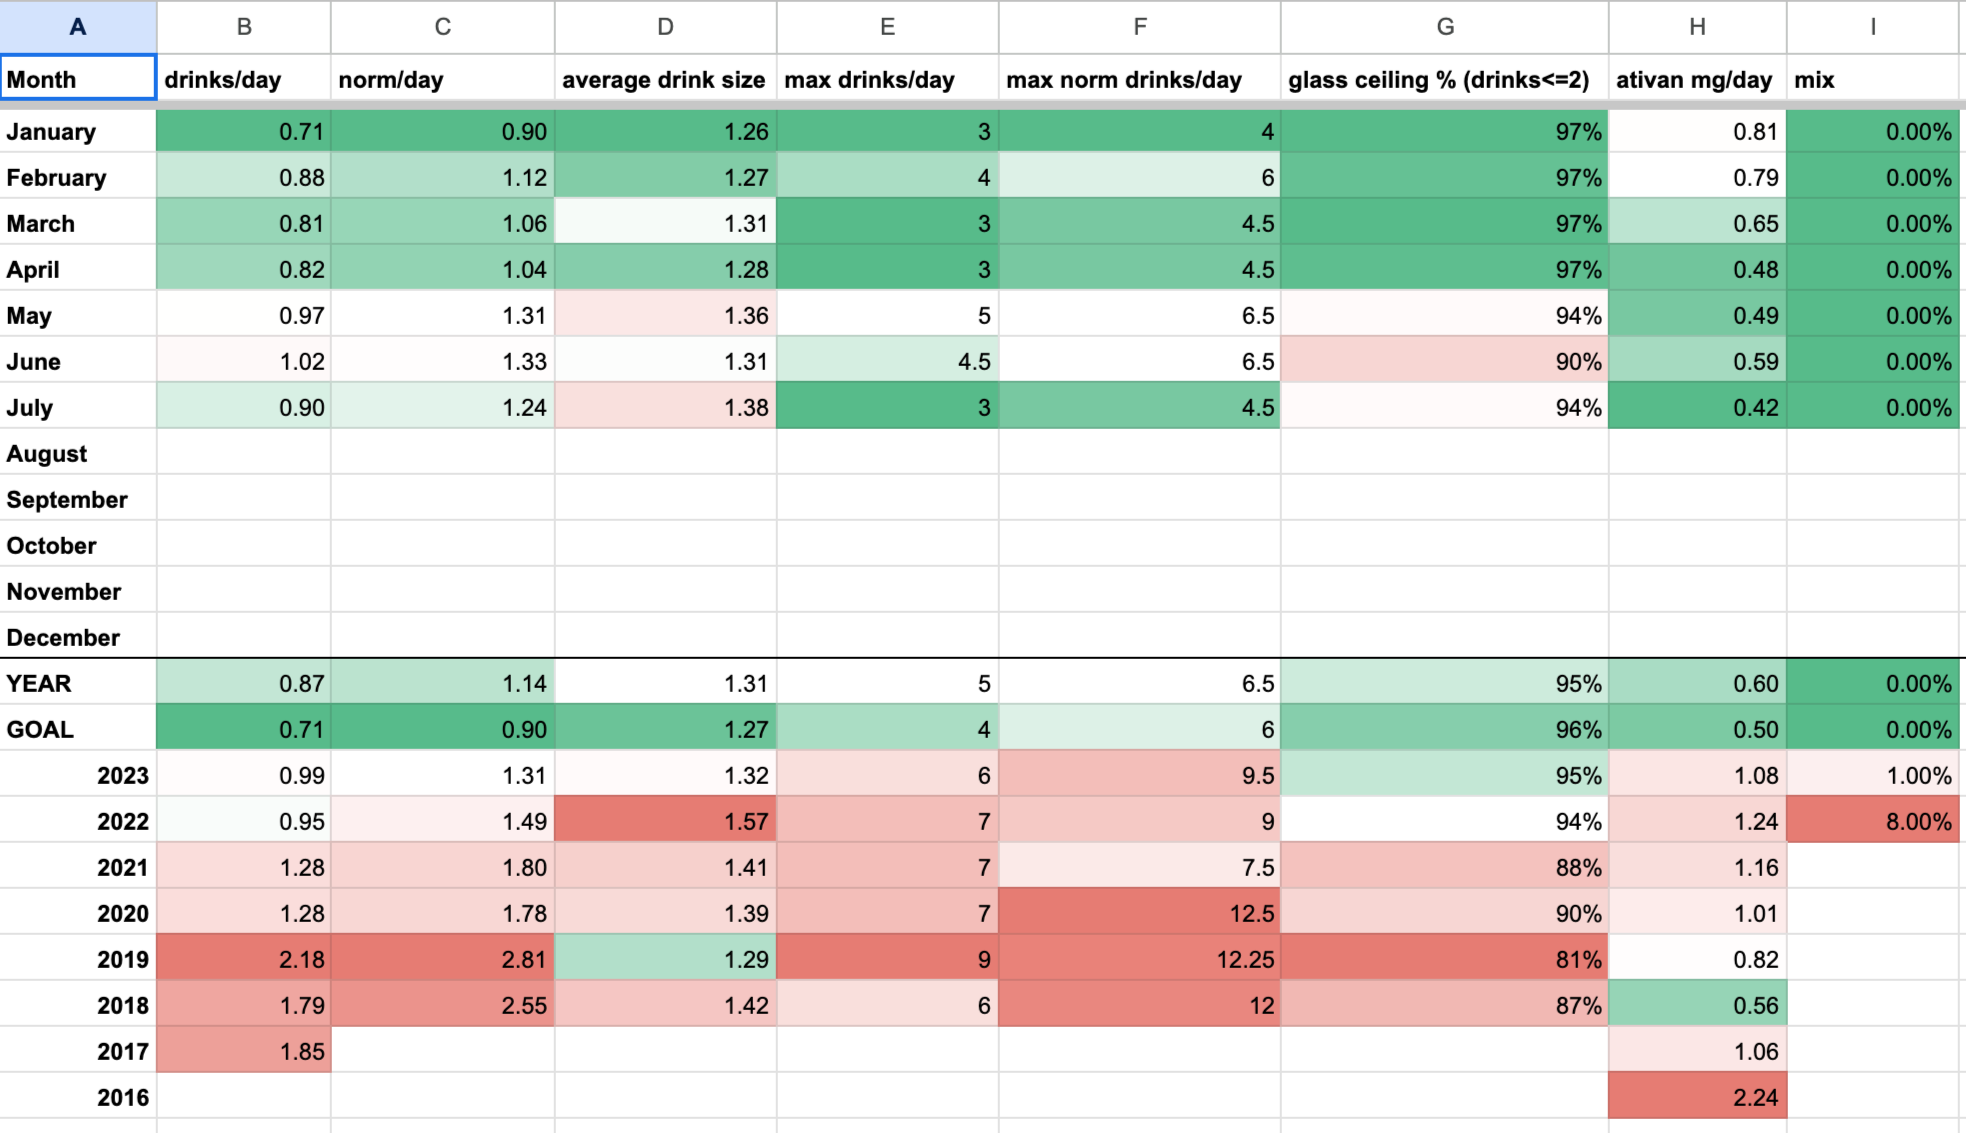 A B C D E F G H I
Month drinks/day norm/day average drink size max drinks/day max norm drinks/day glass ceiling % (drinks<=2) ativan mg/day mix
January 0.71 0.90 1.26 3 4 97% 0.81 0.00%
February 0.88 1.12 1.27 4 6 97% 0.79 0.00%
March 0.81 1.06 1.31 3 4.5 97% 0.65 0.00%
April 0.82 1.04 1.28 3 4.5 97% 0.48 0.00%
May 0.97 1.31 1.36 5 6.5 94% 0.49 0.00%
June 1.02 1.33 1.31 4.5 6.5 90% 0.59 0.00%
July 0.90 1.24 1.38 3 4.5 94% 0.42 0.00%
August
September
October
November
December
YEAR 0.87 1.14 1.31 5 6.5 95% 0.60 0.00%
GOAL 0.71 0.90 1.27 4 6 96% 0.50 0.00%
2023 0.99 1.31 1.32 6 9.5 95% 1.08 1.00%
2022 0.95 1.49 1.57 7 9 94% 1.24 8.00%
2021 1.28 1.80 1.41 7 7.5 88% 1.16
2020 1.28 1.78 1.39 7 12.5 90% 1.01
2019 2.18 2.81 1.29 9 12.25 81% 0.82
2018 1.79 2.55 1.42 6 12 87% 0.56
2017 1.85 1.06
2016 2.24